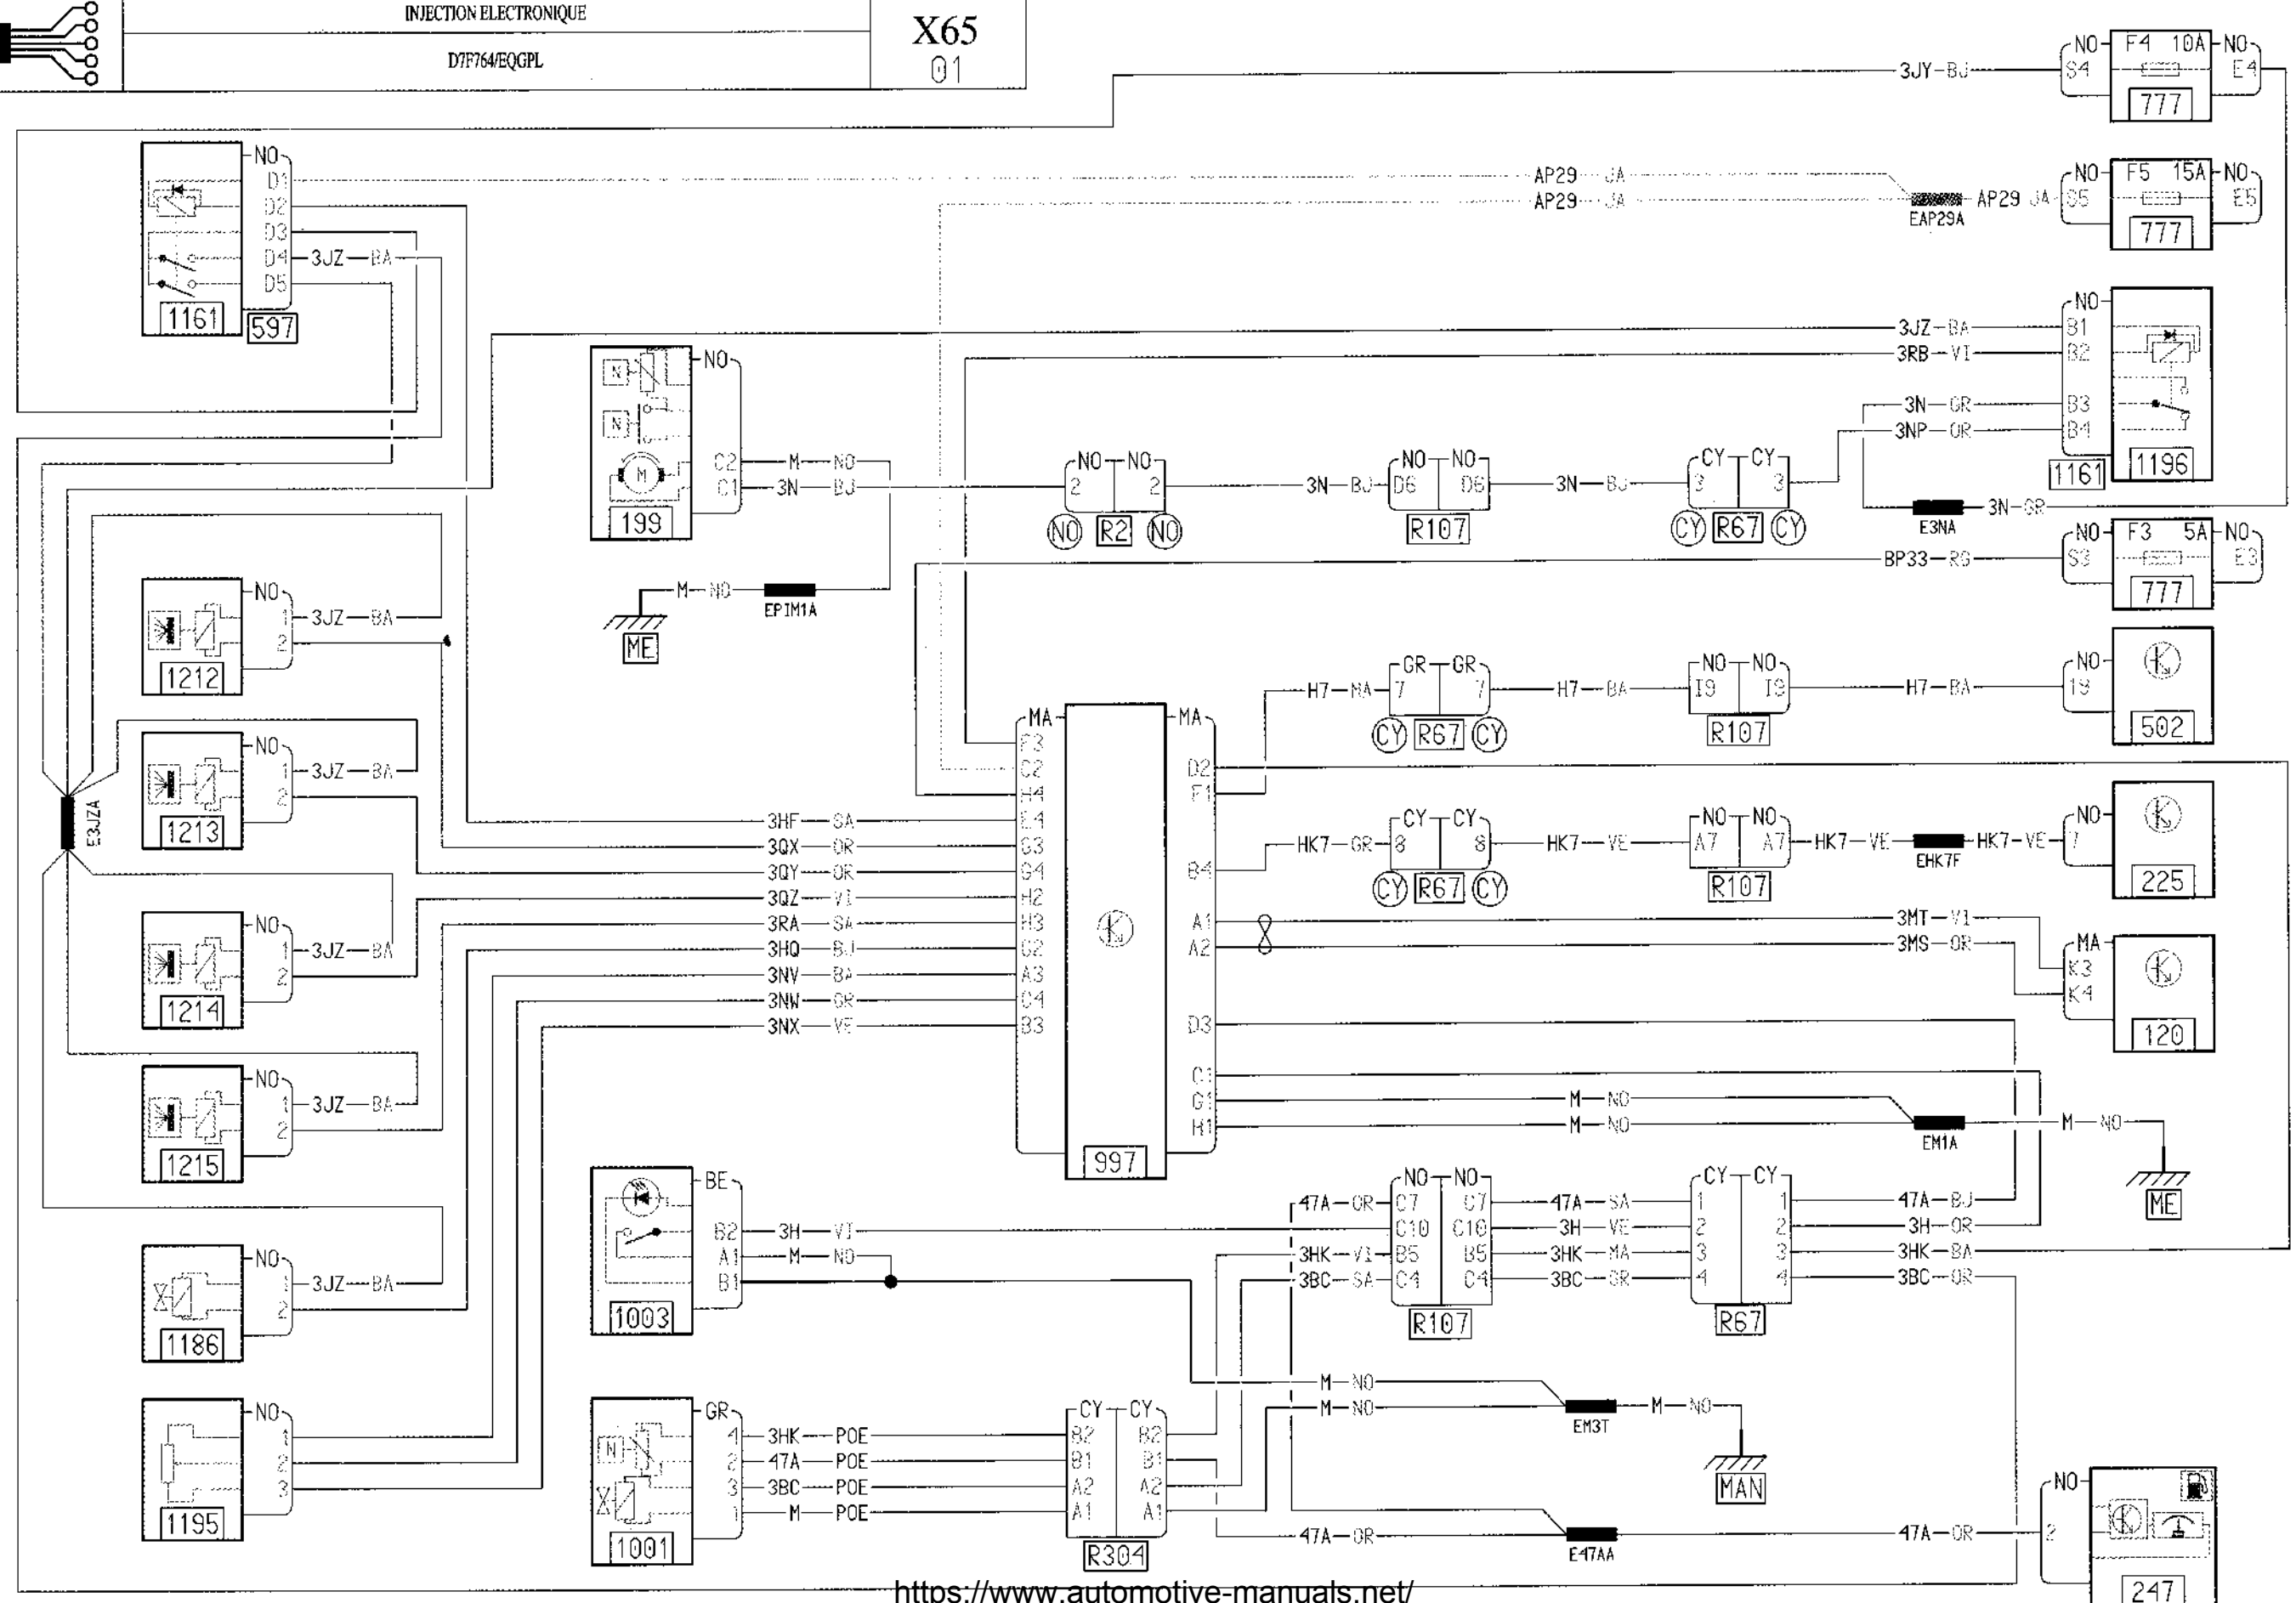 INJECTION ELECTRONIQUE
D7F764/EQGPL
X65
01
3JY BJ NO S4 F4 10A NO E4
777
AP29 JA
AP29 JA
EAP29A
AP29 JA NO S5 F5 15A NO E5
777
NO
D1
D2
D3
D4 3JZ BA
D5
1161 597
3JZ BA B1
3RB VI B2
3N GR B3
3NP OR B4
NO
1161 1196
E3NA
3N GR
NO
N
N
M
C2 M NO
C1 3N BJ
199
NO NO
2 2
NO R2 NO
3N BJ
NO NO
D6 D6
R107
3N BJ
CY CY
3 3
CY R67 CY
M NO
EPIM1A
ME
BP33 RG NO S3 F3 5A NO E3
777
NO
1 3JZ BA
2
1212
NO
1 3JZ BA
2
1213
E3JZA
NO
1 3JZ BA
2
1214
NO
1 3JZ BA
2
1215
NO
1 3JZ BA
2
1186
NO
1
2
3
1195
MA MA
F3
C2
H4
3HF SA E4
3QX OR G3
3QY OR G4
3QZ VI H2
3RA SA H3
3HQ BJ G2
3NV BA A3
3NW GR C4
3NX VE B3
997
D2
F1
B4
A1
A2
D3
G1
H1
H7 MA
GR GR
7 7
CY R67 CY
H7 BA
NO NO
I9 I9
R107
H7 BA
NO
19
502
HK7 GR
CY CY
8 8
CY R67 CY
HK7 VE
NO NO
A7 A7
R107
HK7 VE
EHK7F
HK7 VE
NO
7
225
3MT VI
3MS OR
MA
K3
K4
120
M NO
M NO
EM1A
M NO
ME
BE
B2 3H VI
A1 M NO
B1
1003
NO NO
CY CY
47A OR C7 C7 47A SA 1 1 47A BJ
C10 C10 3H VE 2 2 3H OR
3HK VI B5 B5 3HK MA 3 3 3HK BA
3BC SA C4 C4 3BC GR 4 4 3BC OR
R107 R67
M NO
M NO
EM3T
M NO
MAN
GR
N
4 3HK POE
2 47A POE
3 3BC POE
1 M POE
1001
CY CY
B2 B2
B1 B1
A2 A2
A1 A1
R304
47A OR
E47AA
47A OR
NO
2
247
https://www.automotive-manuals.net/